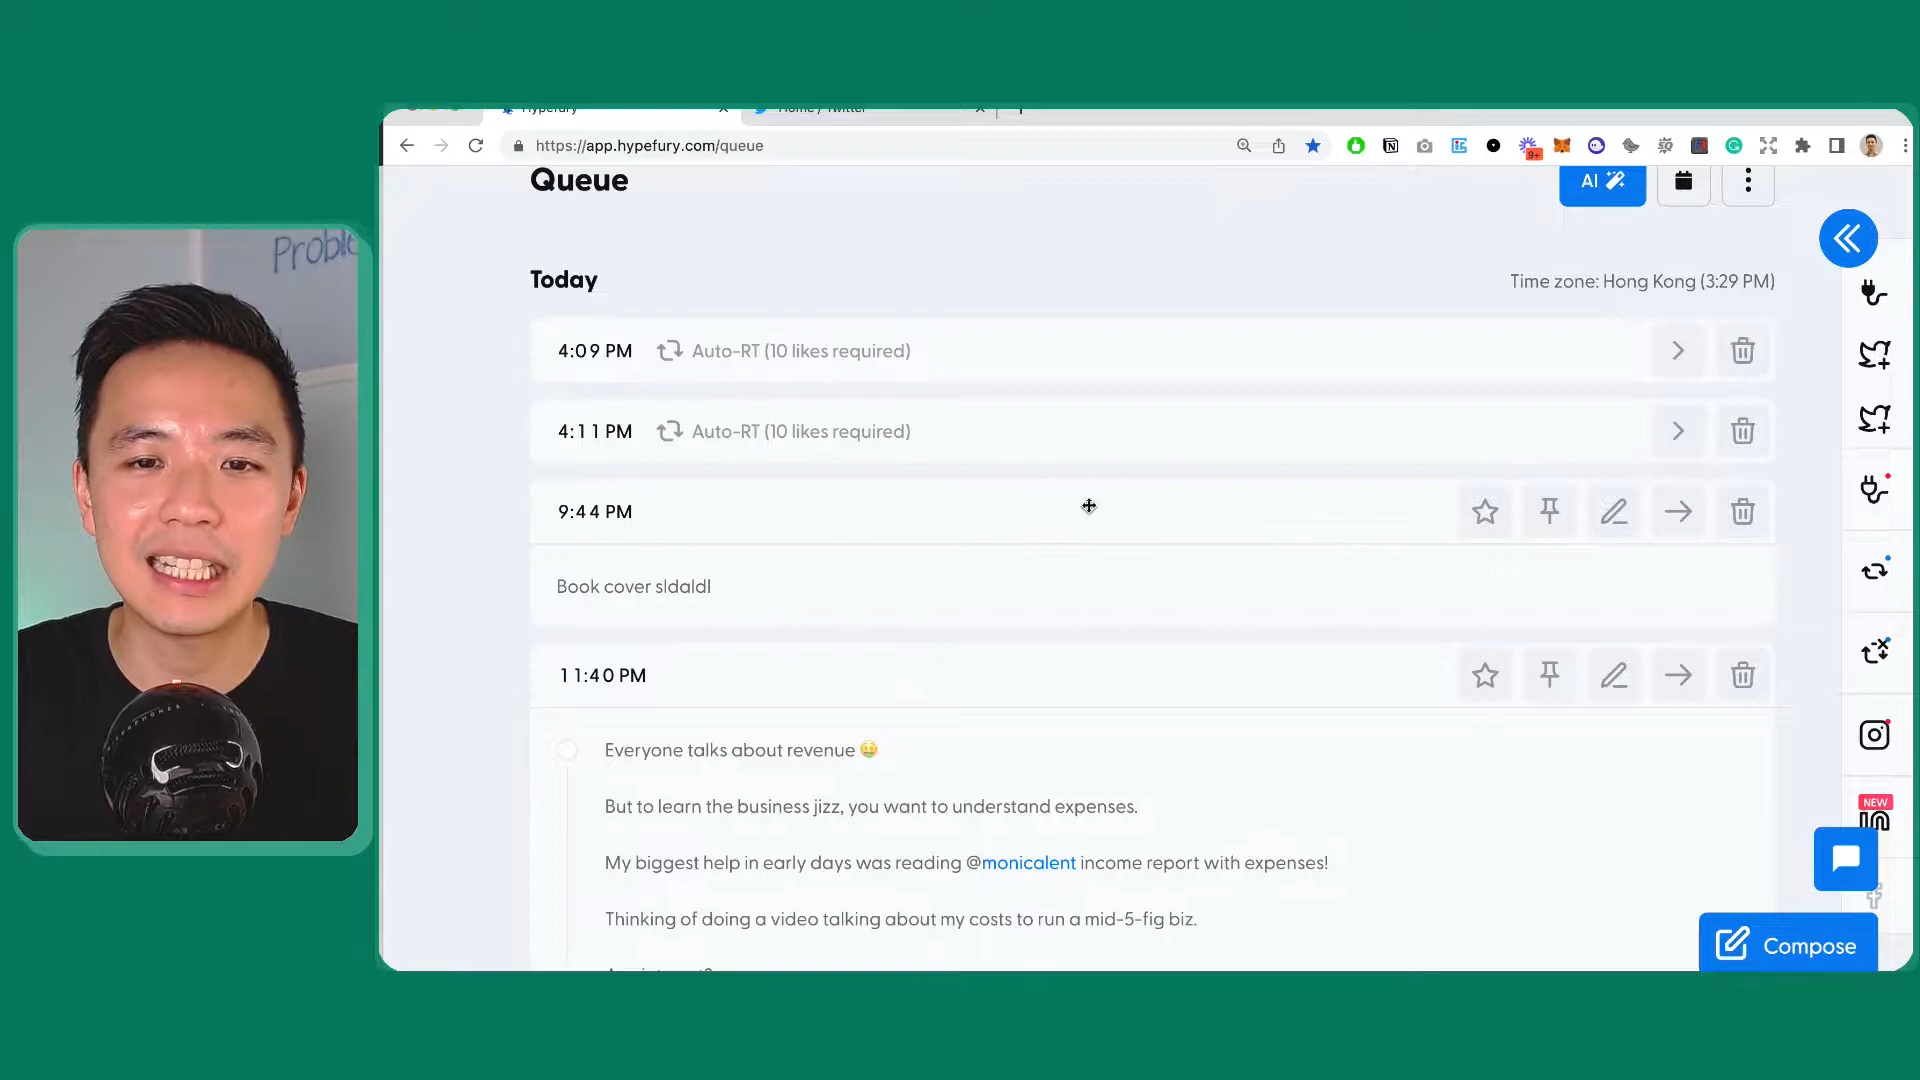 Hypefury
Home / Twitter
https://app.hypefury.com/queue
9+
Queue
AI
Today
Time zone: Hong Kong (3:29 PM)
4:09 PM Auto-RT (10 likes required)
4:11 PM Auto-RT (10 likes required)
9:44 PM
Book cover sldaldl
11:40 PM
Everyone talks about revenue 🤑
But to learn the business jizz, you want to understand expenses.
My biggest help in early days was reading @monicalent income report with expenses!
Thinking of doing a video talking about my costs to run a mid-5-fig biz.
NEW
Compose